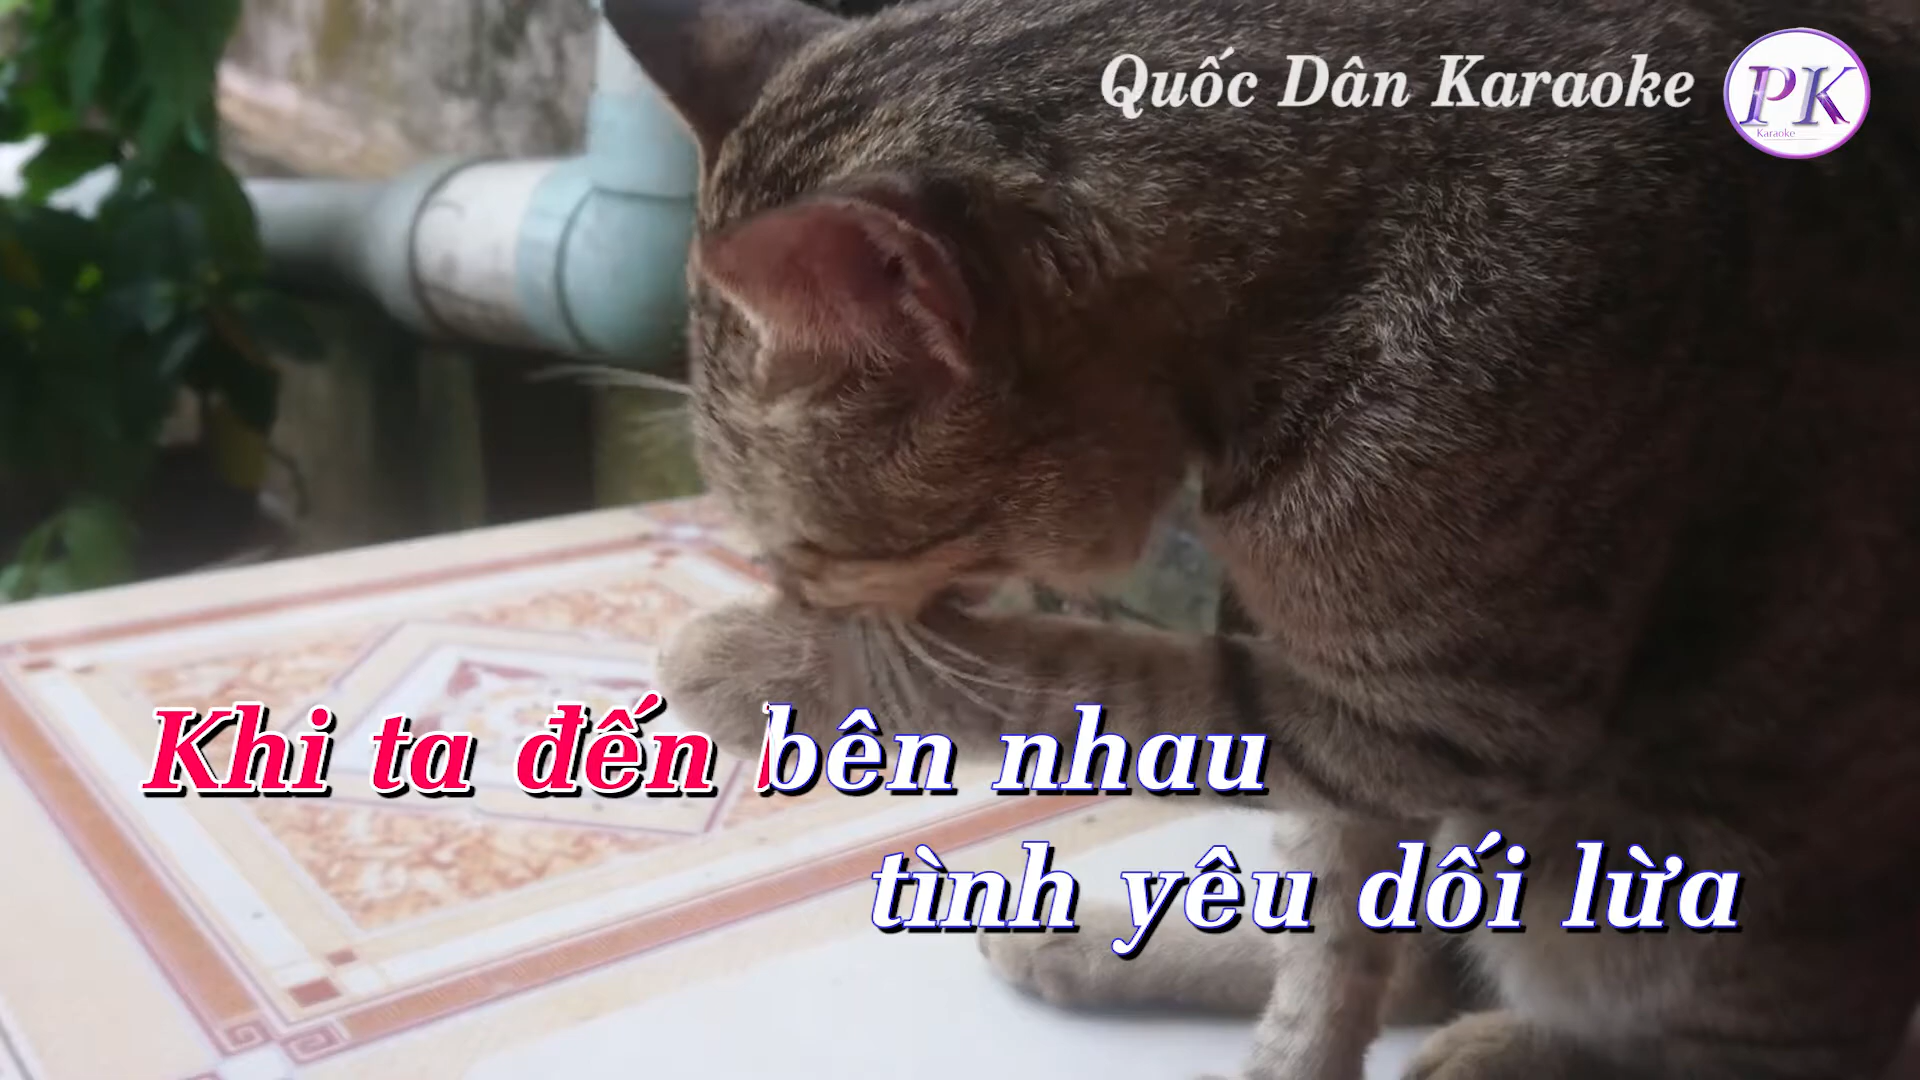 Quốc Dân Karaoke
PK
Karaoke
Khi ta đến bên nhau
tình yêu dối lừa